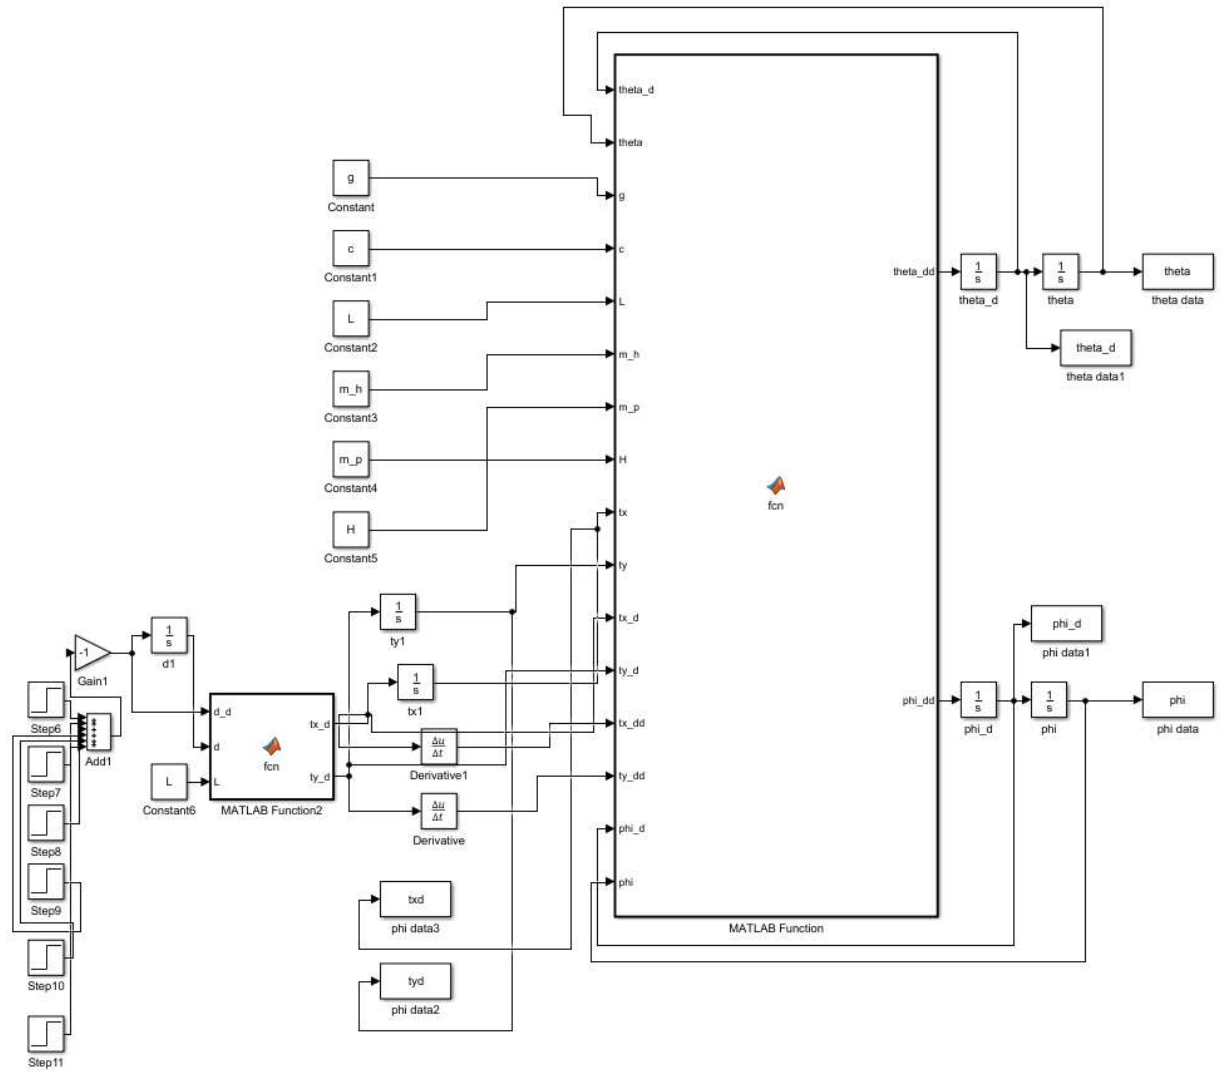 theta_d
theta
g
Constant
g
c
Constant1
c
theta_dd
1
s
theta_d
1
s
theta
theta
theta data
L
Constant2
L
theta_d
theta data1
m_h
Constant3
m_h
m_p
m_p
Constant4
H
fcn
H
Constant5
tx
ty
1
s
ty1
tx_d
phi_d
phi data1
-1
Gain1
1
s
d1
1
s
tx1
ty_d
phi_dd
1
s
phi_d
1
s
phi
phi
phi data
Step6
+
+
+
+
+
+
Add1
d_d
d
L
fcn
tx_d
ty_d
MATLAB Function2
Δu
Δt
Derivative1
tx_dd
Step7
L
Constant6
ty_dd
Δu
Δt
Derivative
Step8
phi_d
phi
Step9
txd
phi data3
MATLAB Function
Step10
tyd
phi data2
Step11